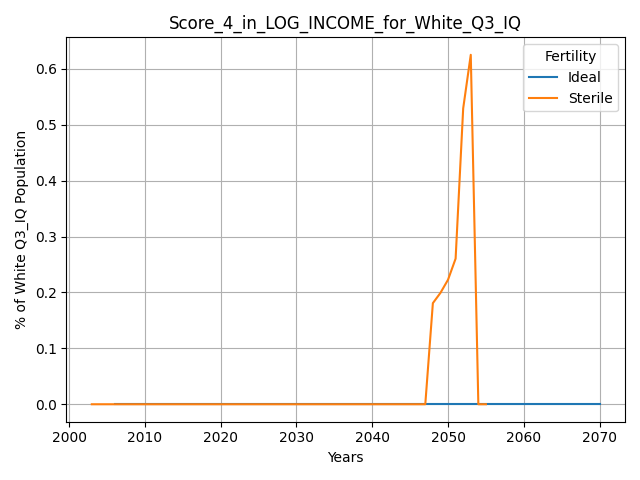 Score_4_in_LOG_INCOME_for_White_Q3_IQ
Fertility
Ideal
Sterile
% of White Q3_IQ Population
0.6
0.5
0.4
0.3
0.2
0.1
0.0
2000 2010 2020 2030 2040 2050 2060 2070
Years